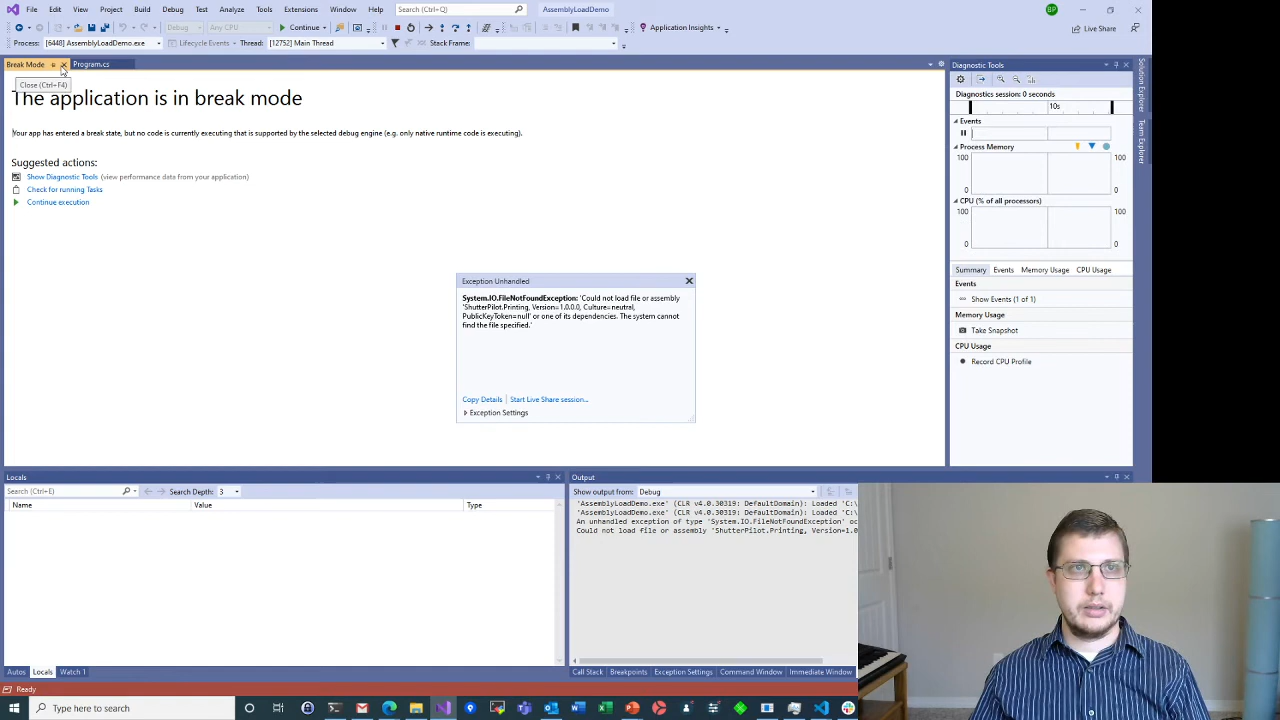 File Edit View Project Build Debug Test Analyze Tools Extensions Window Help Search (Ctrl+Q) AssemblyLoadDemo BP
Debug Any CPU Continue Application Insights Live Share
Process: [6448] AssemblyLoadDemo.exe Lifecycle Events Thread: [12752] Main Thread Stack Frame:
Break Mode Program.cs
Close (Ctrl+F4)
The application is in break mode
Your app has entered a break state, but no code is currently executing that is supported by the selected debug engine (e.g. only native runtime code is executing).
Suggested actions:
Show Diagnostic Tools (view performance data from your application)
Check for running Tasks
Continue execution
Exception Unhandled
System.IO.FileNotFoundException: 'Could not load file or assembly
'ShutterPilot.Printing, Version=1.0.0.0, Culture=neutral,
PublicKeyToken=null' or one of its dependencies. The system cannot
find the file specified.'
Copy Details Start Live Share session...
Exception Settings
Diagnostic Tools
Diagnostics session: 0 seconds
10s
Events
Process Memory
100 100
0 0
CPU (% of all processors)
100 100
0 0
Summary Events Memory Usage CPU Usage
Events
Show Events (1 of 1)
Memory Usage
Take Snapshot
CPU Usage
Record CPU Profile
Solution Explorer
Team Explorer
Locals
Search (Ctrl+E) Search Depth: 3
Name Value Type
Autos Locals Watch 1
Output
Show output from: Debug
'AssemblyLoadDemo.exe' (CLR v4.0.30319: DefaultDomain): Loaded 'C:\
'AssemblyLoadDemo.exe' (CLR v4.0.30319: DefaultDomain): Loaded 'C:\
An unhandled exception of type 'System.IO.FileNotFoundException' oc
Could not load file or assembly 'ShutterPilot.Printing, Version=1.0
Call Stack Breakpoints Exception Settings Command Window Immediate Window
Ready
Type here to search